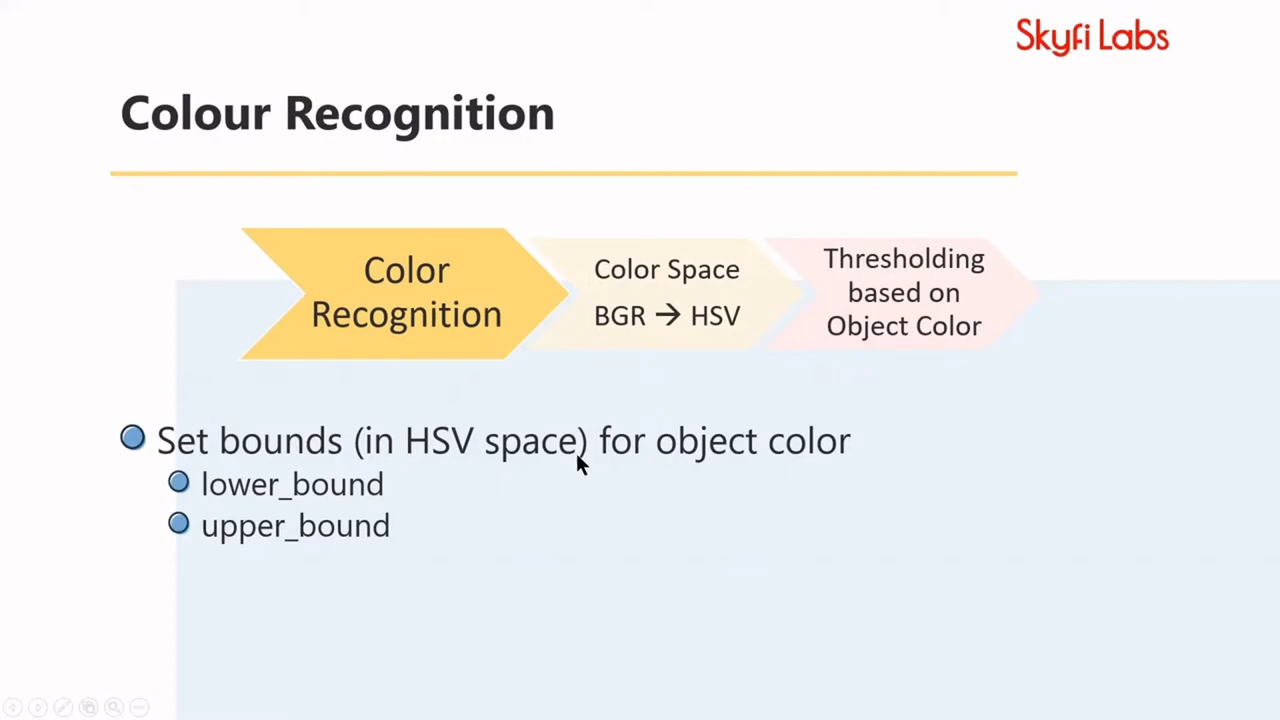 Skyfi Labs
Colour Recognition
Color
Recognition
Color Space
BGR → HSV
Thresholding
based on
Object Color
Set bounds (in HSV space) for object color
lower_bound
upper_bound